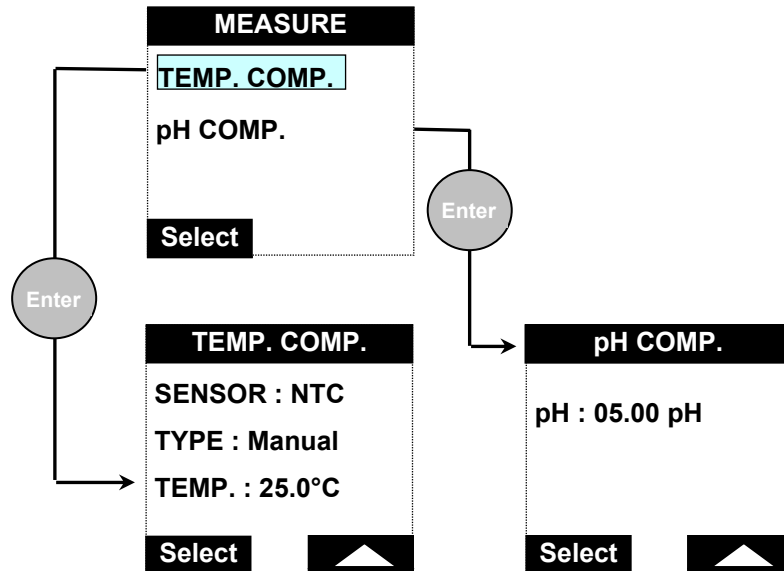 MEASURE
TEMP. COMP.
pH COMP.
Select
Enter
Enter
TEMP. COMP.
SENSOR : NTC
TYPE : Manual
TEMP. : 25.0°C
Select
pH COMP.
pH : 05.00 pH
Select